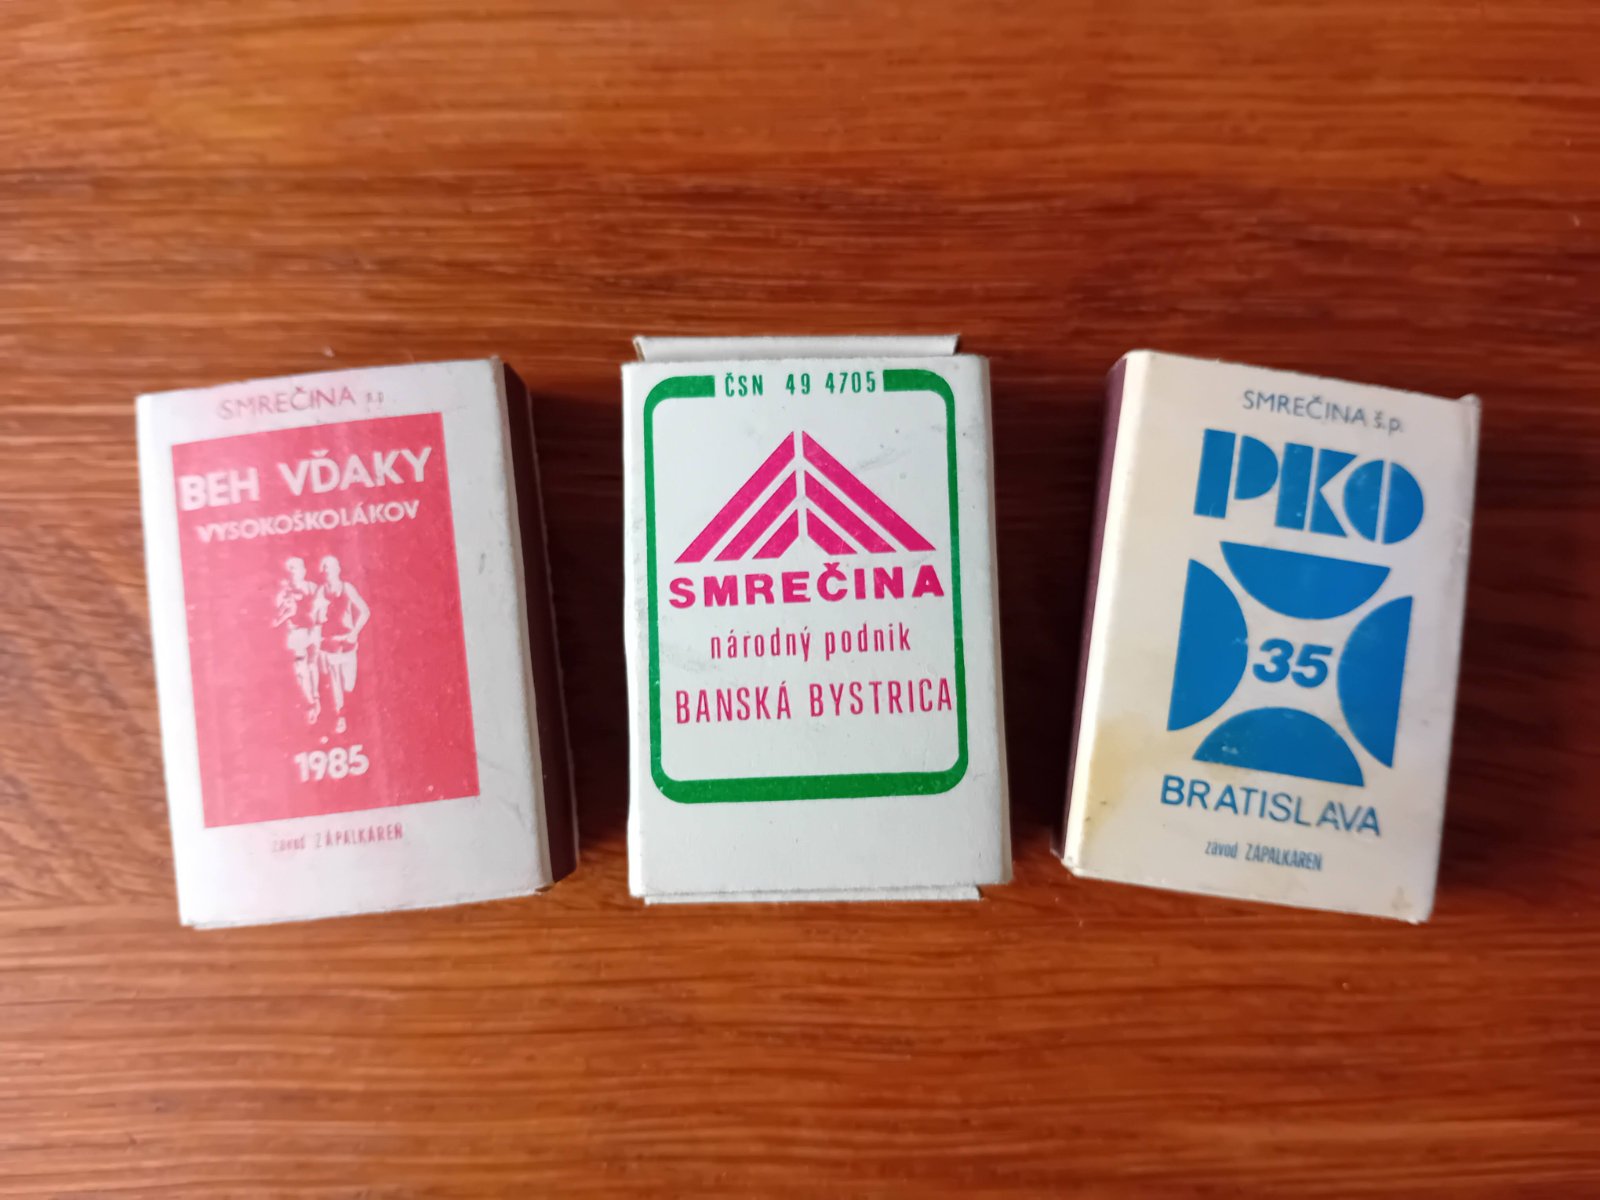 SMREČINA n.p.
BEH VĎAKY
VYSOKOŠKOLÁKOV
1985
závod ZÁPALKÁREŇ
ČSN 49 4705
SMREČINA
národný podnik
BANSKÁ BYSTRICA
SMREČINA š.p.
PKO
35
BRATISLAVA
závod ZÁPALKÁREŇ